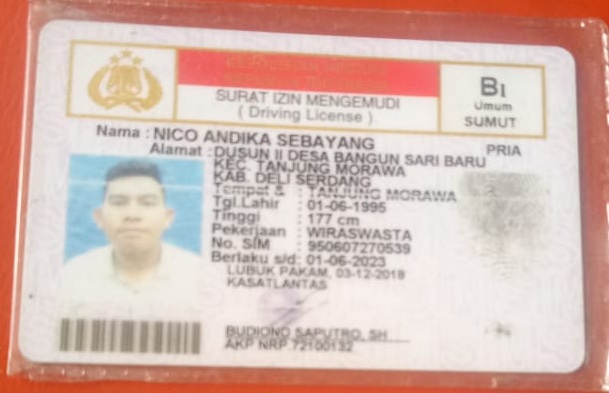 SURAT IZIN MENGEMUDI
( Driving License )
B1
Umum
SUMUT
Nama : NICO ANDIKA SEBAYANG
PRIA
Alamat : DUSUN II DESA BANGUN SARI BARU
KEC. TANJUNG MORAWA
KAB. DELI SERDANG
Tempat & : TANJUNG MORAWA
Tgl.Lahir : 01-06-1995
Tinggi : 177 cm
Pekerjaan : WIRASWASTA
No. SIM : 950607270539
Berlaku s/d : 01-06-2023
LUBUK PAKAM, 03-12-2018
KASATLANTAS
BUDIONO SAPUTRO, SH
AKP NRP.72100132